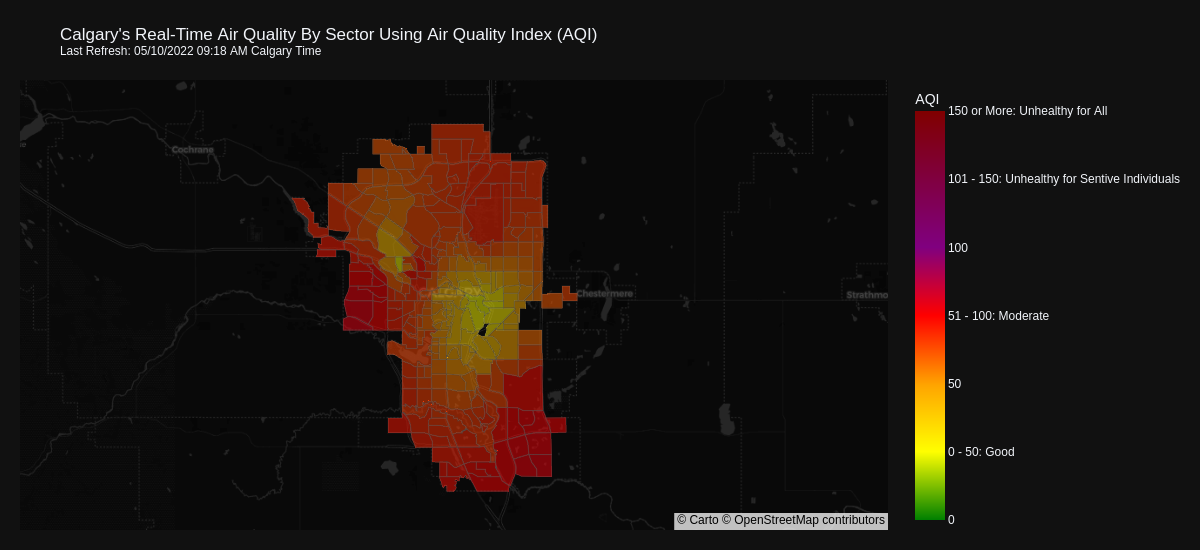 Calgary's Real-Time Air Quality By Sector Using Air Quality Index (AQI)
Last Refresh: 05/10/2022 09:18 AM Calgary Time
AQI
150 or More: Unhealthy for All
Cochrane
101 - 150: Unhealthy for Sentive Individuals
100
CALGARY
Chestermere
Strathmo
51 - 100: Moderate
50
0 - 50: Good
0
© Carto © OpenStreetMap contributors